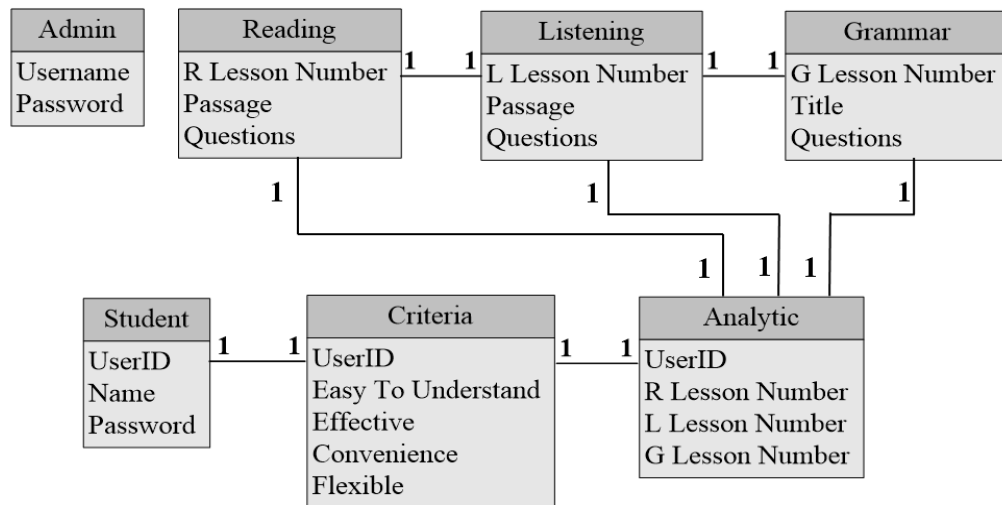 Admin
Username
Password
Reading
R Lesson Number
Passage
Questions
1
1
Listening
L Lesson Number
Passage
Questions
1
1
Grammar
G Lesson Number
Title
Questions
1
1
1
1
1
1
Student
UserID
Name
Password
1
1
Criteria
UserID
Easy To Understand
Effective
Convenience
Flexible
1
1
Analytic
UserID
R Lesson Number
L Lesson Number
G Lesson Number